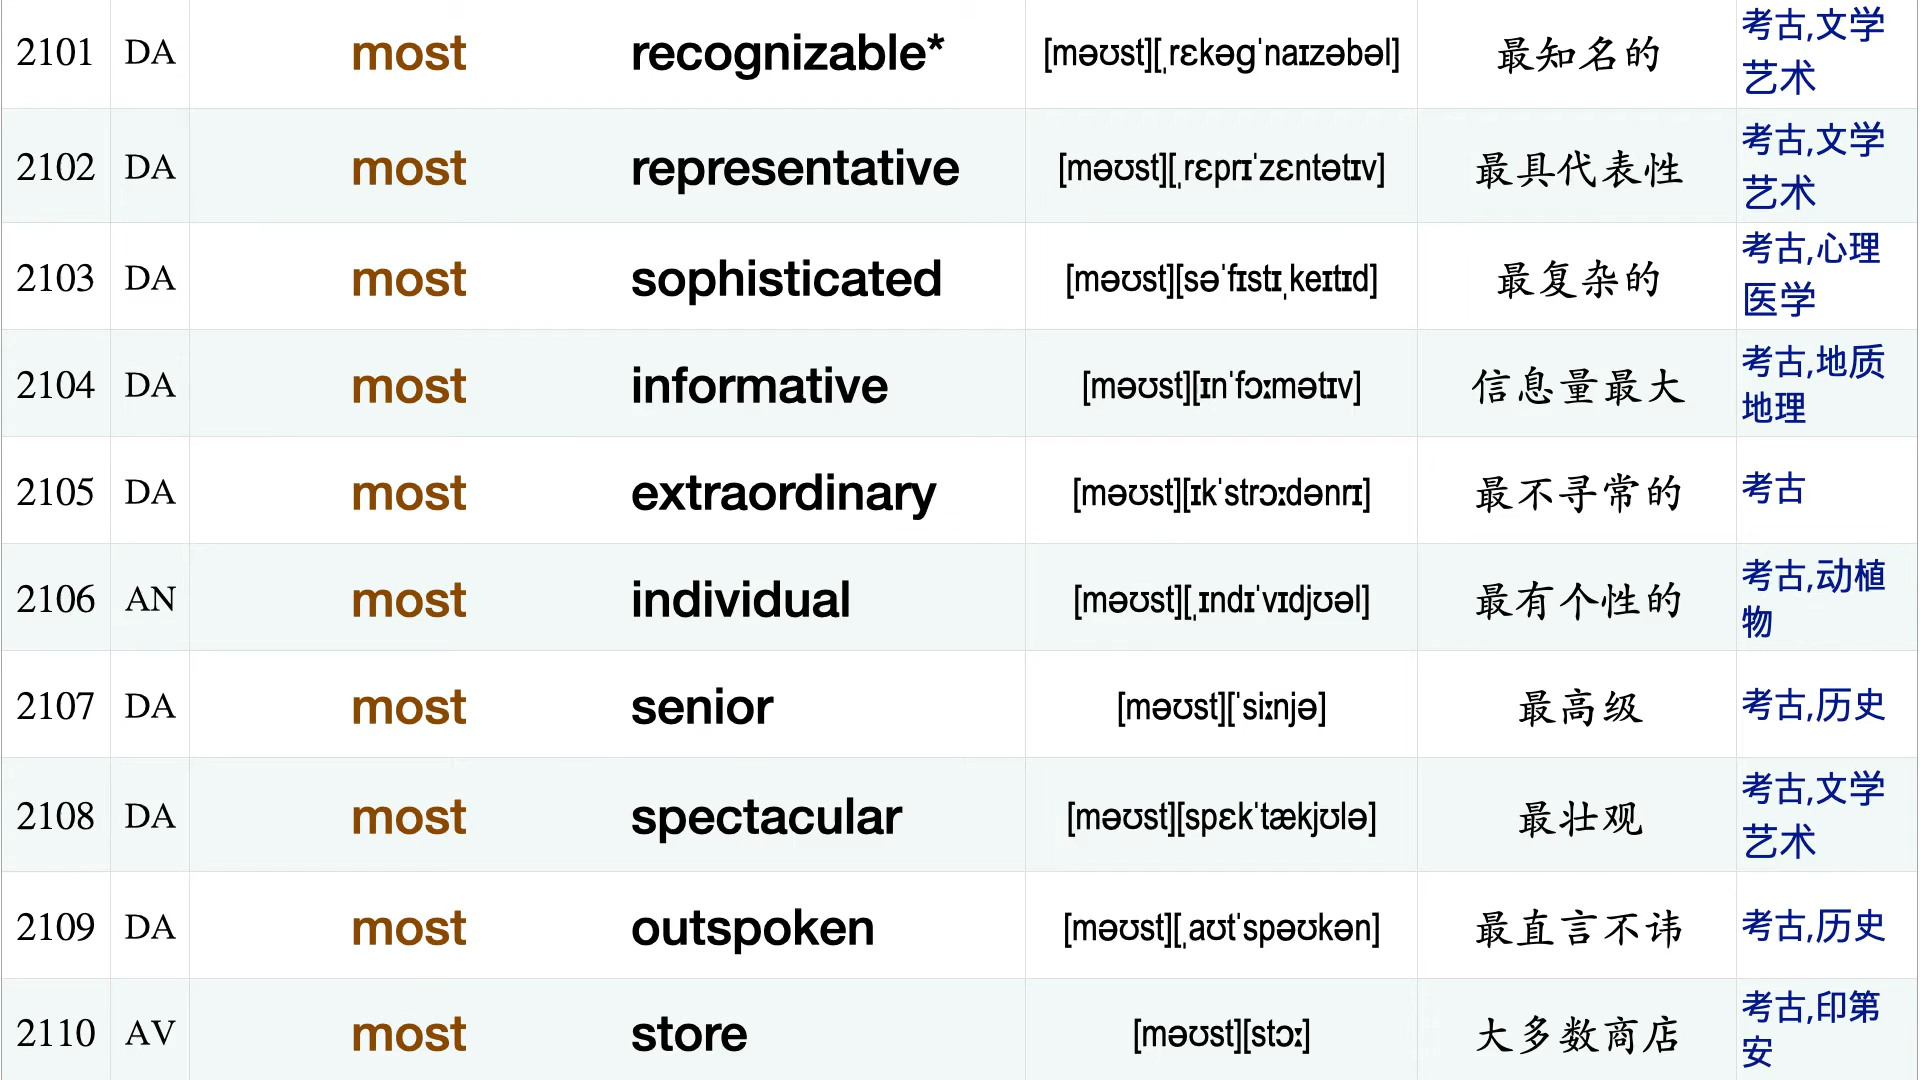 2101 DA most recognizable* [məʊst][ˌrɛkəgˈnaɪzəbəl] 最知名的 考古,文学艺术
2102 DA most representative [məʊst][ˌrɛprɪˈzɛntətɪv] 最具代表性 考古,文学艺术
2103 DA most sophisticated [məʊst][səˈfɪstɪˌkeɪtɪd] 最复杂的 考古,心理医学
2104 DA most informative [məʊst][ɪnˈfɔːmətɪv] 信息量最大 考古,地质地理
2105 DA most extraordinary [məʊst][ɪkˈstrɔːdənrɪ] 最不寻常的 考古
2106 AN most individual [məʊst][ˌɪndɪˈvɪdjʊəl] 最有个性的 考古,动植物
2107 DA most senior [məʊst][ˈsiːnjə] 最高级 考古,历史
2108 DA most spectacular [məʊst][spɛkˈtækjʊlə] 最壮观 考古,文学艺术
2109 DA most outspoken [məʊst][ˌaʊtˈspəʊkən] 最直言不讳 考古,历史
2110 AV most store [məʊst][stɔː] 大多数商店 考古,印第安